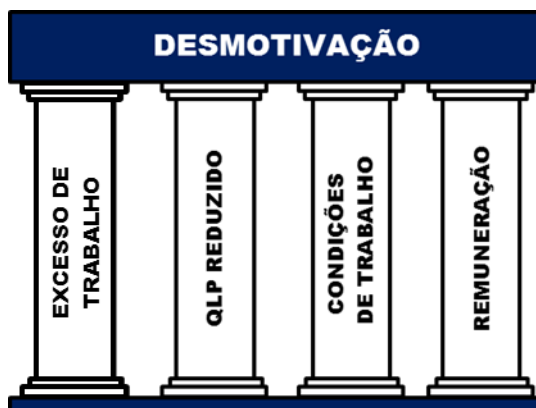 DESMOTIVAÇÃO
EXCESSO DE
TRABALHO
QLP REDUZIDO
CONDIÇÕES
DE TRABALHO
REMUNERAÇÃO